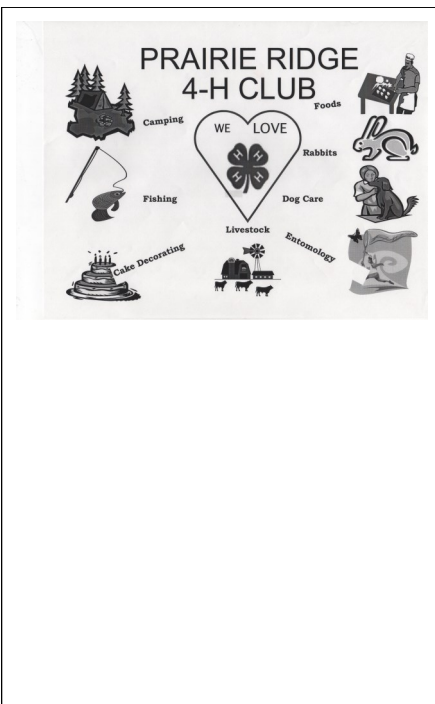 PRAIRIE RIDGE
4-H CLUB
Foods
Camping
WE LOVE
H H
H H
Rabbits
Fishing
Dog Care
Livestock
Entomology
Cake Decorating